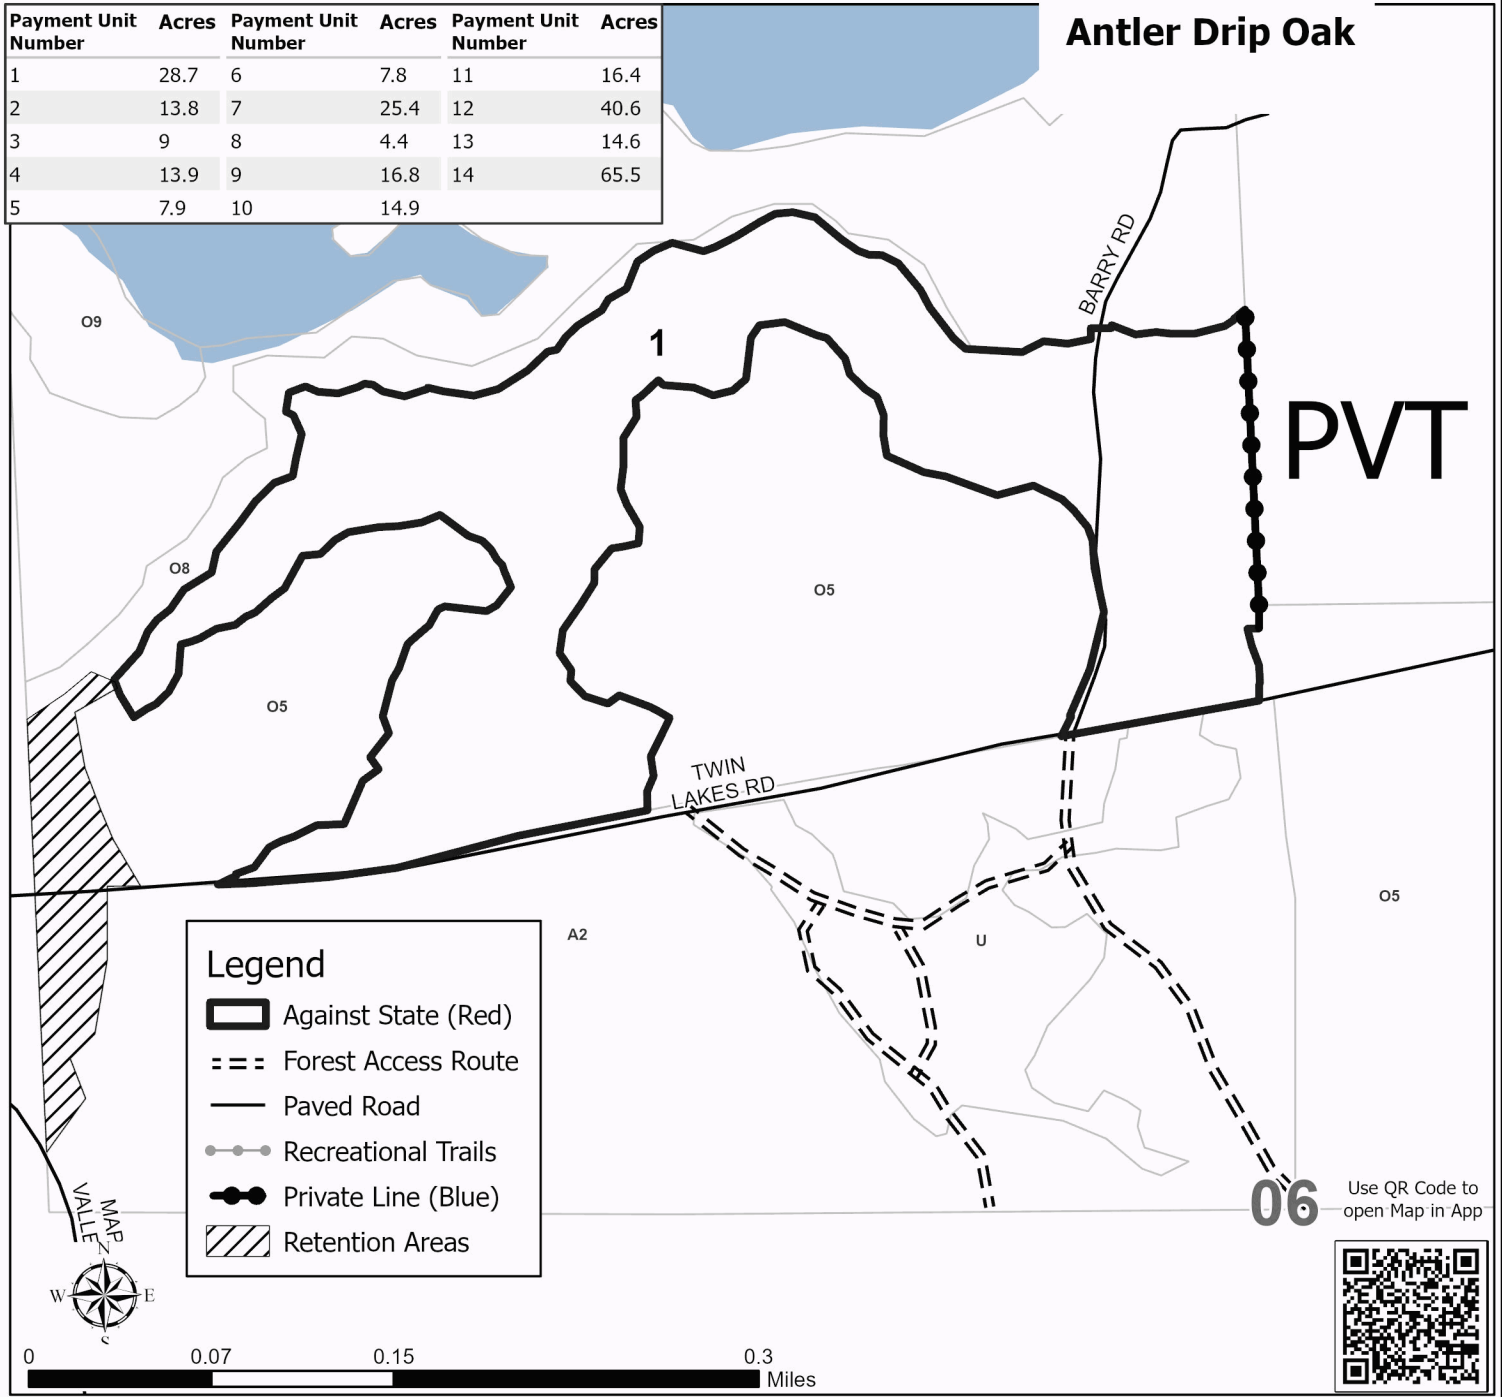 Antler Drip Oak
Payment Unit Number Acres Payment Unit Number Acres Payment Unit Number Acres
1 28.7 6 7.8 11 16.4
2 13.8 7 25.4 12 40.6
3 9 8 4.4 13 14.6
4 13.9 9 16.8 14 65.5
5 7.9 10 14.9
BARRY RD
O9
1
PVT
O8
O5
O5
TWIN
LAKES RD
O5
A2
U
Legend
Against State (Red)
Forest Access Route
Paved Road
Recreational Trails
Private Line (Blue)
Retention Areas
MAP
VALLE
N
W E
S
06
Use QR Code to
open Map in App
0 0.07 0.15 0.3
Miles